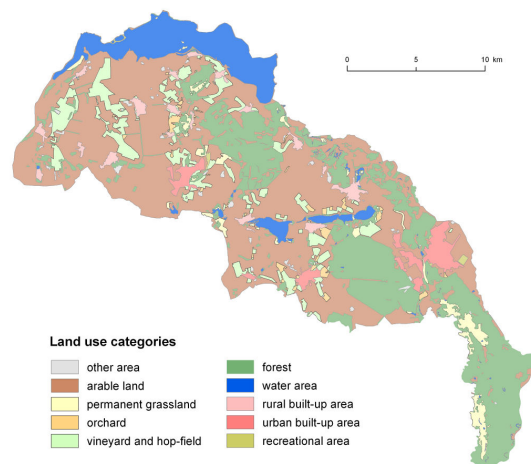 0 5 10 km
Land use categories
other area
arable land
permanent grassland
orchard
vineyard and hop-field
forest
water area
rural built-up area
urban built-up area
recreational area